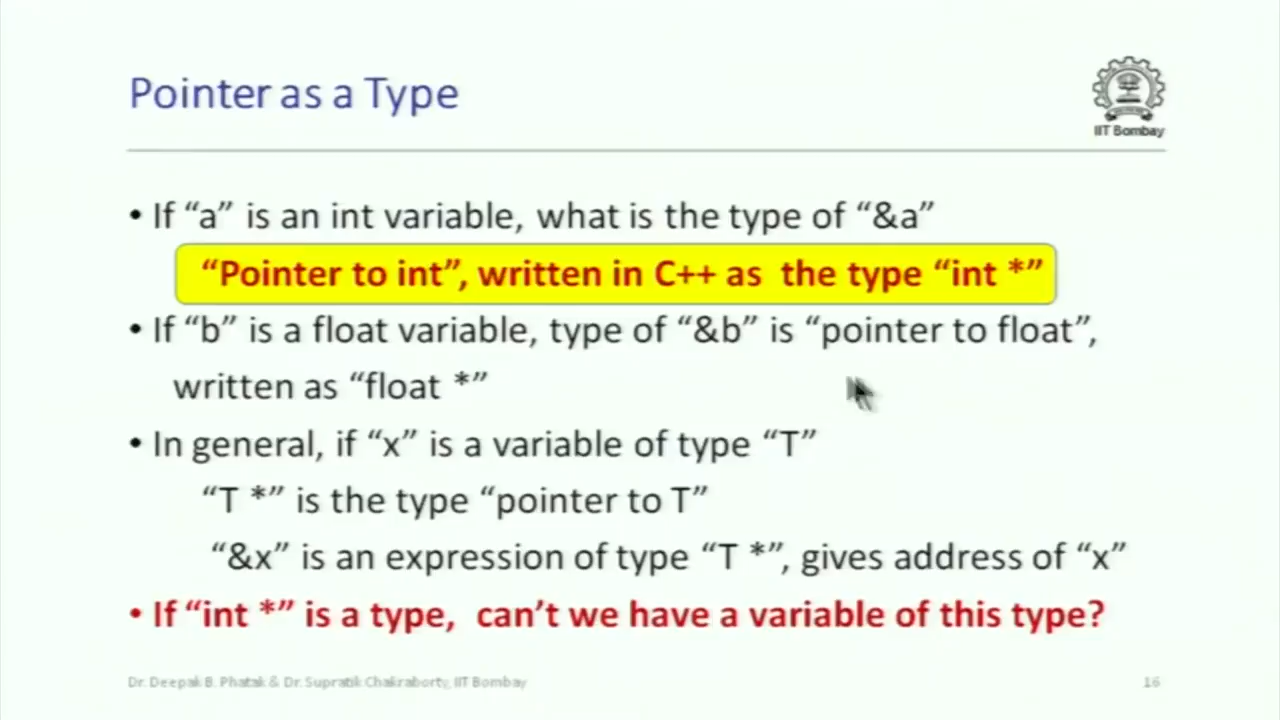 Pointer as a Type
IIT Bombay
• If “a” is an int variable, what is the type of “&a”
“Pointer to int”, written in C++ as the type “int *”
• If “b” is a float variable, type of “&b” is “pointer to float”,
written as “float *”
• In general, if “x” is a variable of type “T”
“T *” is the type “pointer to T”
“&x” is an expression of type “T *”, gives address of “x”
• If “int *” is a type, can’t we have a variable of this type?
Dr. Deepak B. Phatak & Dr. Supratik Chakraborty, IIT Bombay
16